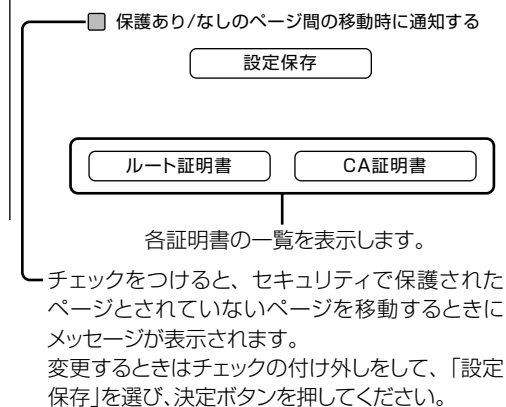 保護あり/なしのページ間の移動時に通知する
設定保存
ルート証明書
CA証明書
各証明書の一覧を表示します。
チェックをつけると、セキュリティで保護された
ページとされていないページを移動するときに
メッセージが表示されます。
変更するときはチェックの付け外しをして、「設定
保存」を選び、決定ボタンを押してください。